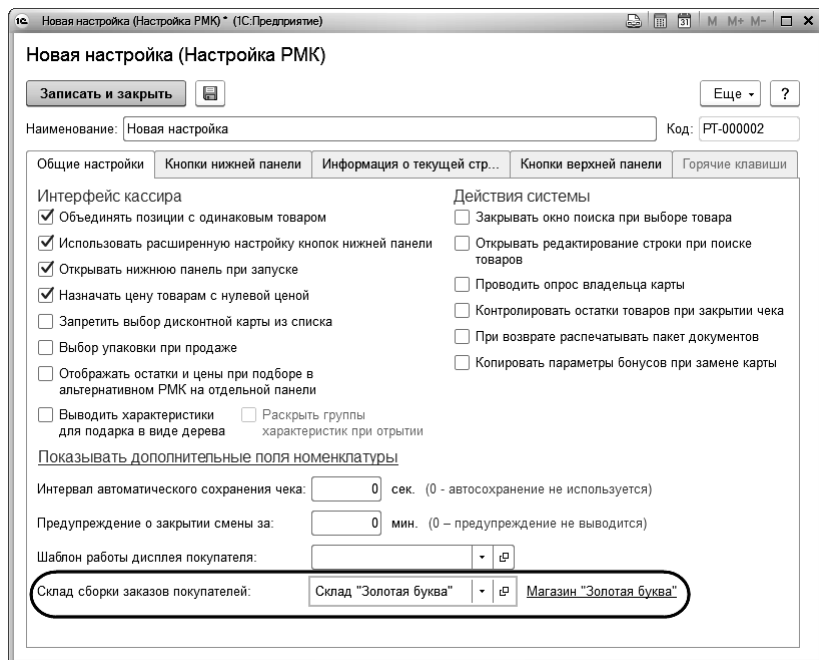 Новая настройка (Настройка РМК) * (1С:Предприятие)
M M+ M-
Новая настройка (Настройка РМК)
Записать и закрыть
Еще
?
Наименование: Новая настройка
Код: РТ-000002
Общие настройки
Кнопки нижней панели
Информация о текущей стр...
Кнопки верхней панели
Горячие клавиши
Интерфейс кассира
Объединять позиции с одинаковым товаром
Использовать расширенную настройку кнопок нижней панели
Открывать нижнюю панель при запуске
Назначать цену товарам с нулевой ценой
Запретить выбор дисконтной карты из списка
Выбор упаковки при продаже
Отображать остатки и цены при подборе в
альтернативном РМК на отдельной панели
Выводить характеристики
для подарка в виде дерева
Раскрыть группы
характеристик при отрытии
Действия системы
Закрывать окно поиска при выборе товара
Открывать редактирование строки при поиске
товаров
Проводить опрос владельца карты
Контролировать остатки товаров при закрытии чека
При возврате распечатывать пакет документов
Копировать параметры бонусов при замене карты
Показывать дополнительные поля номенклатуры
Интервал автоматического сохранения чека: 0 сек. (0 - автосохранение не используется)
Предупреждение о закрытии смены за: 0 мин. (0 – предупреждение не выводится)
Шаблон работы дисплея покупателя:
Склад сборки заказов покупателей: Склад "Золотая буква" Магазин "Золотая буква"